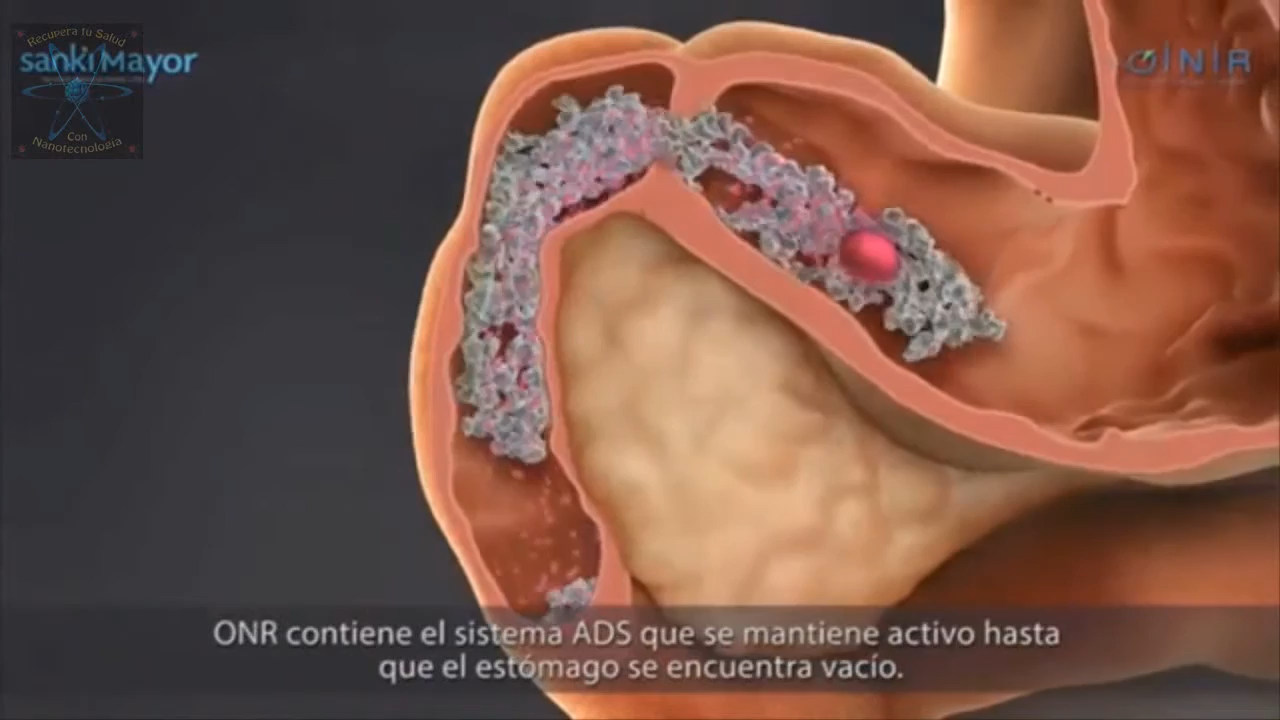 Recupera tu Salud
sanki Mayor
Con
Nanotecnología
ONR
ONR contiene el sistema ADS que se mantiene activo hasta
que el estómago se encuentra vacío.